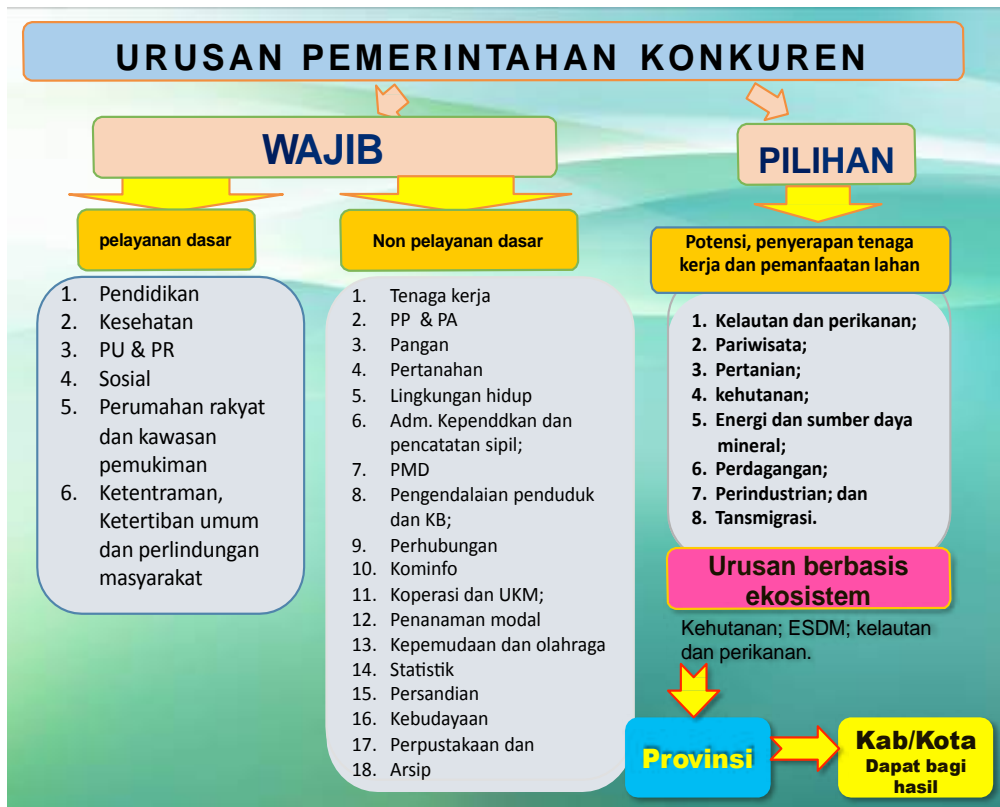 URUSAN PEMERINTAHAN KONKUREN
WAJIB
PILIHAN
pelayanan dasar
1. Pendidikan
2. Kesehatan
3. PU & PR
4. Sosial
5. Perumahan rakyat
dan kawasan
pemukiman
6. Ketentraman,
Ketertiban umum
dan perlindungan
masyarakat
Non pelayanan dasar
1. Tenaga kerja
2. PP & PA
3. Pangan
4. Pertanahan
5. Lingkungan hidup
6. Adm. Kependdkan dan
pencatatan sipil;
7. PMD
8. Pengendalaian penduduk
dan KB;
9. Perhubungan
10. Kominfo
11. Koperasi dan UKM;
12. Penanaman modal
13. Kepemudaan dan olahraga
14. Statistik
15. Persandian
16. Kebudayaan
17. Perpustakaan dan
18. Arsip
Potensi, penyerapan tenaga
kerja dan pemanfaatan lahan
1. Kelautan dan perikanan;
2. Pariwisata;
3. Pertanian;
4. kehutanan;
5. Energi dan sumber daya
mineral;
6. Perdagangan;
7. Perindustrian; dan
8. Tansmigrasi.
Urusan berbasis
ekosistem
Kehutanan; ESDM; kelautan
dan perikanan.
Provinsi
Kab/Kota
Dapat bagi
hasil